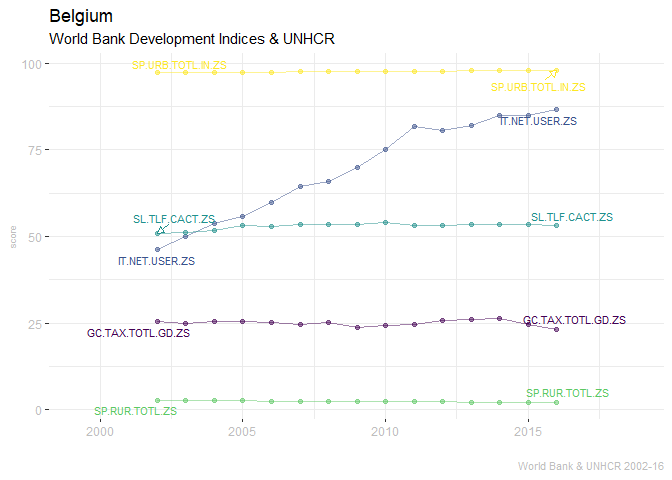 Belgium
World Bank Development Indices & UNHCR
100
SP.URB.TOTL.IN.ZS
SP.URB.TOTL.IN.ZS
IT.NET.USER.ZS
75
SL.TLF.CACT.ZS
SL.TLF.CACT.ZS
score
50
IT.NET.USER.ZS
25
GC.TAX.TOTL.GD.ZS
GC.TAX.TOTL.GD.ZS
SP.RUR.TOTL.ZS
SP.RUR.TOTL.ZS
0
2000
2005
2010
2015
World Bank & UNHCR 2002-16